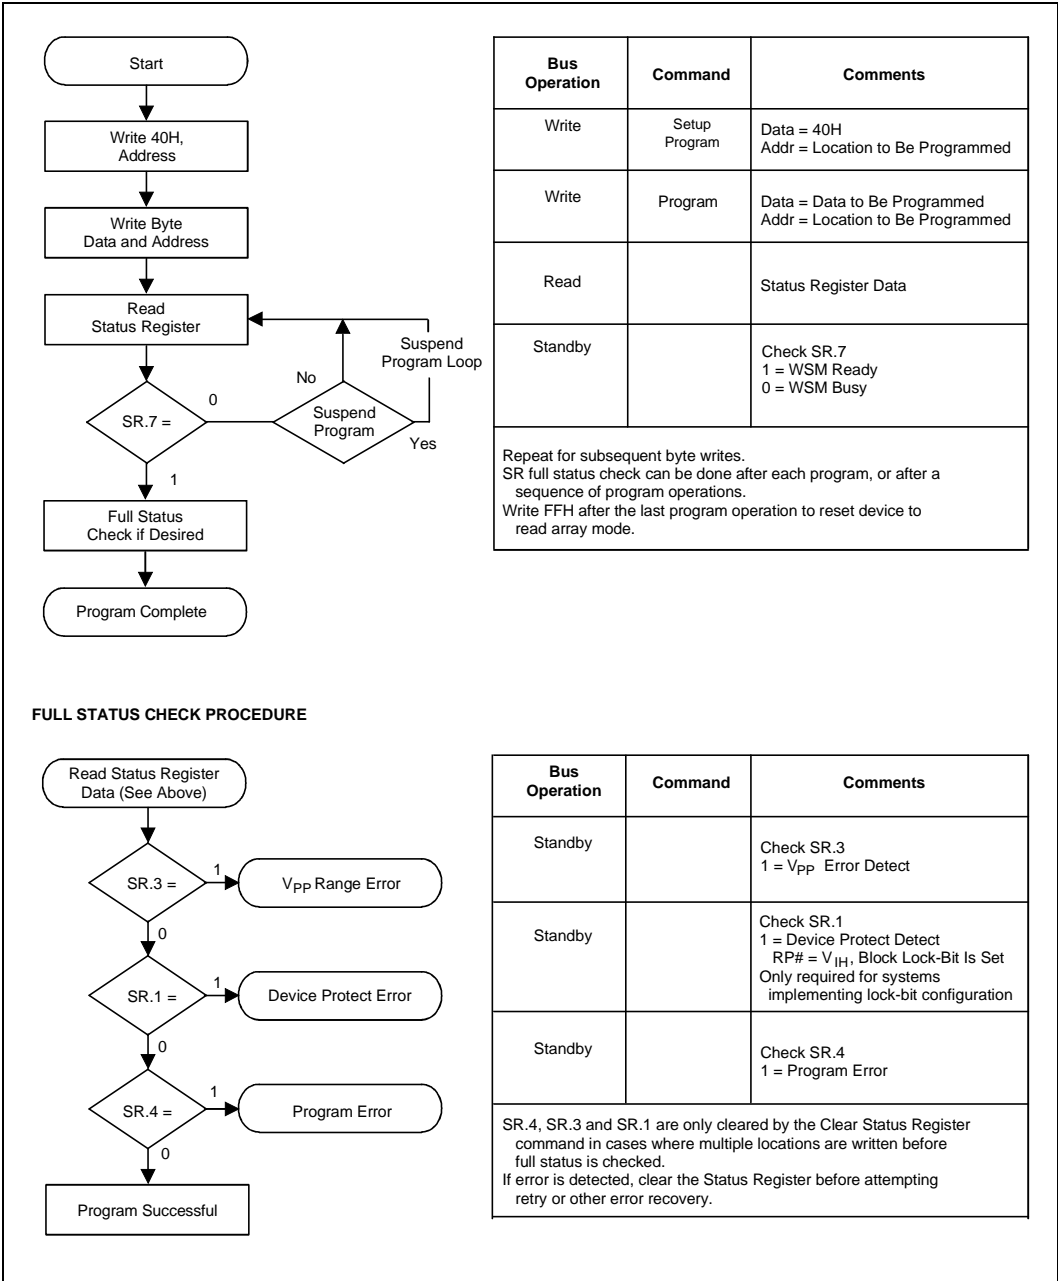 Start
Write 40H,
Address
Write Byte
Data and Address
Read
Status Register
Suspend
Program Loop
No
0
SR.7 =
Suspend
Program
Yes
1
Full Status
Check if Desired
Program Complete
Bus
Operation
Command
Comments
Write
Setup
Program
Data = 40H
Addr = Location to Be Programmed
Write
Program
Data = Data to Be Programmed
Addr = Location to Be Programmed
Read
Status Register Data
Standby
Check SR.7
1 = WSM Ready
0 = WSM Busy
Repeat for subsequent byte writes.
SR full status check can be done after each program, or after a
sequence of program operations.
Write FFH after the last program operation to reset device to
read array mode.
FULL STATUS CHECK PROCEDURE
Read Status Register
Data (See Above)
SR.3 =
1
VPP Range Error
0
SR.1 =
1
Device Protect Error
0
SR.4 =
1
Program Error
0
Program Successful
Bus
Operation
Command
Comments
Standby
Check SR.3
1 = VPP Error Detect
Standby
Check SR.1
1 = Device Protect Detect
RP# = VIH, Block Lock-Bit Is Set
Only required for systems
implementing lock-bit configuration
Standby
Check SR.4
1 = Program Error
SR.4, SR.3 and SR.1 are only cleared by the Clear Status Register
command in cases where multiple locations are written before
full status is checked.
If error is detected, clear the Status Register before attempting
retry or other error recovery.